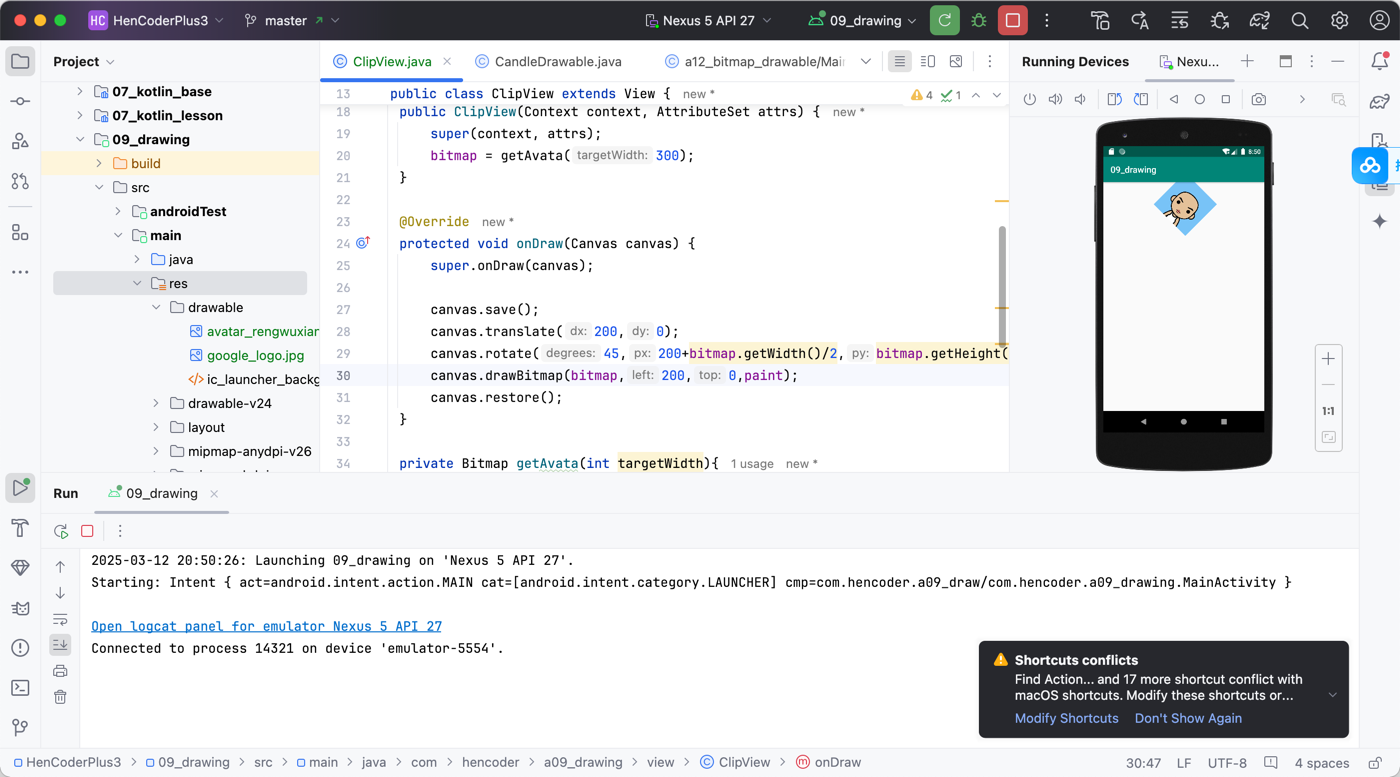 HC HenCoderPlus3 master Nexus 5 API 27 09_drawing
Project
07_kotlin_base
07_kotlin_lesson
09_drawing
build
src
androidTest
main
java
res
drawable
avatar_rengwuxian
google_logo.jpg
ic_launcher_backg
drawable-v24
layout
mipmap-anydpi-v26
ClipView.java CandleDrawable.java a12_bitmap_drawable/Mai
4 1
13 public class ClipView extends View { new *
18 public ClipView(Context context, AttributeSet attrs) { new *
19 super(context, attrs);
20 bitmap = getAvata( targetWidth: 300);
21 }
22
23 @Override new *
24 protected void onDraw(Canvas canvas) {
25 super.onDraw(canvas);
26
27 canvas.save();
28 canvas.translate( dx: 200, dy: 0);
29 canvas.rotate( degrees: 45, px: 200+bitmap.getWidth()/2, py: bitmap.getHeight(
30 canvas.drawBitmap(bitmap, left: 200, top: 0,paint);
31 canvas.restore();
32 }
33
34 private Bitmap getAvata(int targetWidth){ 1 usage new *
Running Devices Nexu...
8:50
09_drawing
1:1
Run 09_drawing
2025-03-12 20:50:26: Launching 09_drawing on 'Nexus 5 API 27'.
Starting: Intent { act=android.intent.action.MAIN cat=[android.intent.category.LAUNCHER] cmp=com.hencoder.a09_draw/com.hencoder.a09_drawing.MainActivity }
Open logcat panel for emulator Nexus 5 API 27
Connected to process 14321 on device 'emulator-5554'.
Shortcuts conflicts
Find Action... and 17 more shortcut conflict with
macOS shortcuts. Modify these shortcuts or...
Modify Shortcuts Don't Show Again
HenCoderPlus3 > 09_drawing > src > main > java > com > hencoder > a09_drawing > view > ClipView > onDraw 30:47 LF UTF-8 4 spaces